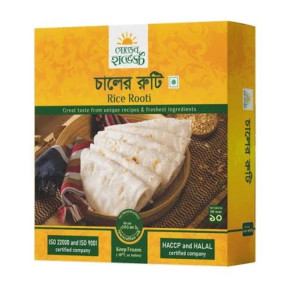 গোল্ডেন
হার্ভেস্ট
চালের রুটি
Rice Rooti
Great taste from unique recipes & freshest ingredients
১০
ISO 22000 and ISO 9001
certified company
Keep Frozen
HACCP and HALAL
certified company
চালের রুটি